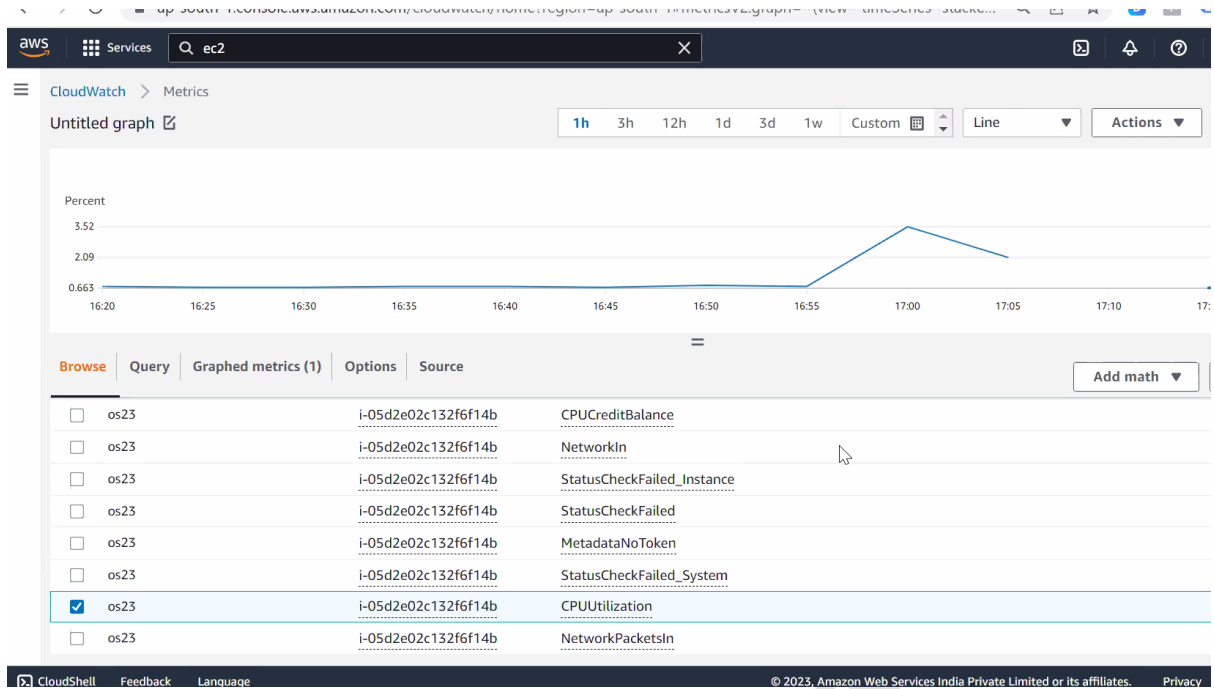 aws Services ec2
CloudWatch > Metrics
Untitled graph 1h 3h 12h 1d 3d 1w Custom Line Actions
Percent
3.52
2.09
0.663
16:20 16:25 16:30 16:35 16:40 16:45 16:50 16:55 17:00 17:05 17:10 17:
Browse Query Graphed metrics (1) Options Source Add math
os23 i-05d2e02c132f6f14b CPUCreditBalance
os23 i-05d2e02c132f6f14b NetworkIn
os23 i-05d2e02c132f6f14b StatusCheckFailed_Instance
os23 i-05d2e02c132f6f14b StatusCheckFailed
os23 i-05d2e02c132f6f14b MetadataNoToken
os23 i-05d2e02c132f6f14b StatusCheckFailed_System
os23 i-05d2e02c132f6f14b CPUUtilization
os23 i-05d2e02c132f6f14b NetworkPacketsIn
CloudShell Feedback Language © 2023, Amazon Web Services India Private Limited or its affiliates. Privacy